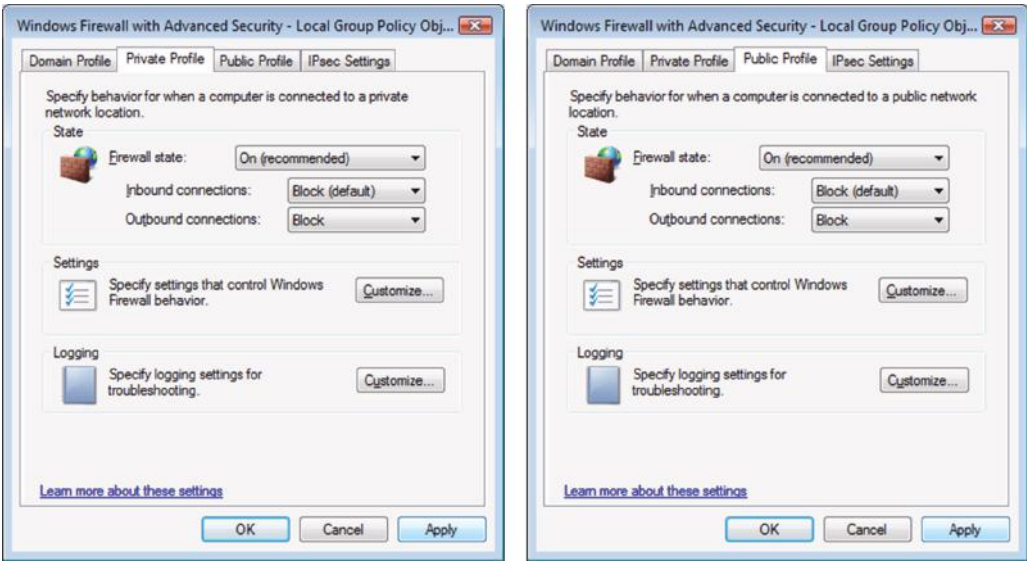 Windows Firewall with Advanced Security - Local Group Policy Obj...
Domain Profile Private Profile Public Profile IPsec Settings
Specify behavior for when a computer is connected to a private
network location.
State
Firewall state: On (recommended)
Inbound connections: Block (default)
Outbound connections: Block
Settings
Specify settings that control Windows
Firewall behavior.
Customize...
Logging
Specify logging settings for
troubleshooting.
Customize...
Learn more about these settings
OK Cancel Apply
Windows Firewall with Advanced Security - Local Group Policy Obj...
Domain Profile Private Profile Public Profile IPsec Settings
Specify behavior for when a computer is connected to a public network
location.
State
Firewall state: On (recommended)
Inbound connections: Block (default)
Outbound connections: Block
Settings
Specify settings that control Windows
Firewall behavior.
Customize...
Logging
Specify logging settings for
troubleshooting.
Customize...
Learn more about these settings
OK Cancel Apply